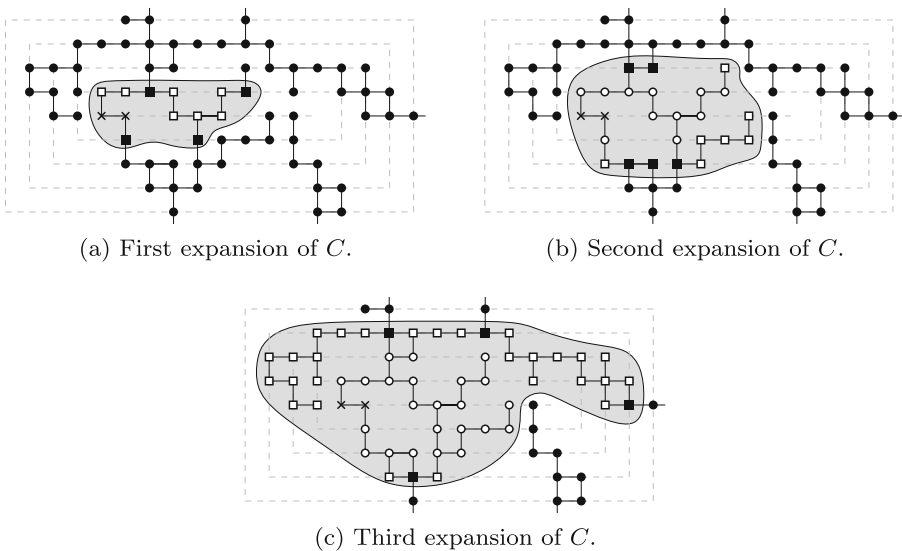 (a) First expansion of C.
(b) Second expansion of C.
(c) Third expansion of C.